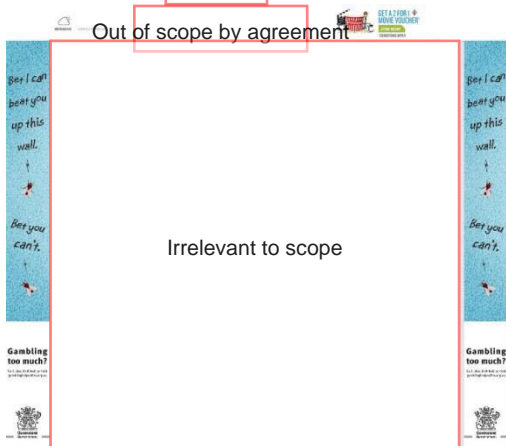 GET A 2 FOR 1
MOVIE VOUCHER*
Out of scope by agreement
Bet I can
beat you
up this
wall.
Bet you
can't.
Gambling
too much?
Irrelevant to scope
Bet I can
beat you
up this
wall.
Bet you
can't.
Gambling
too much?